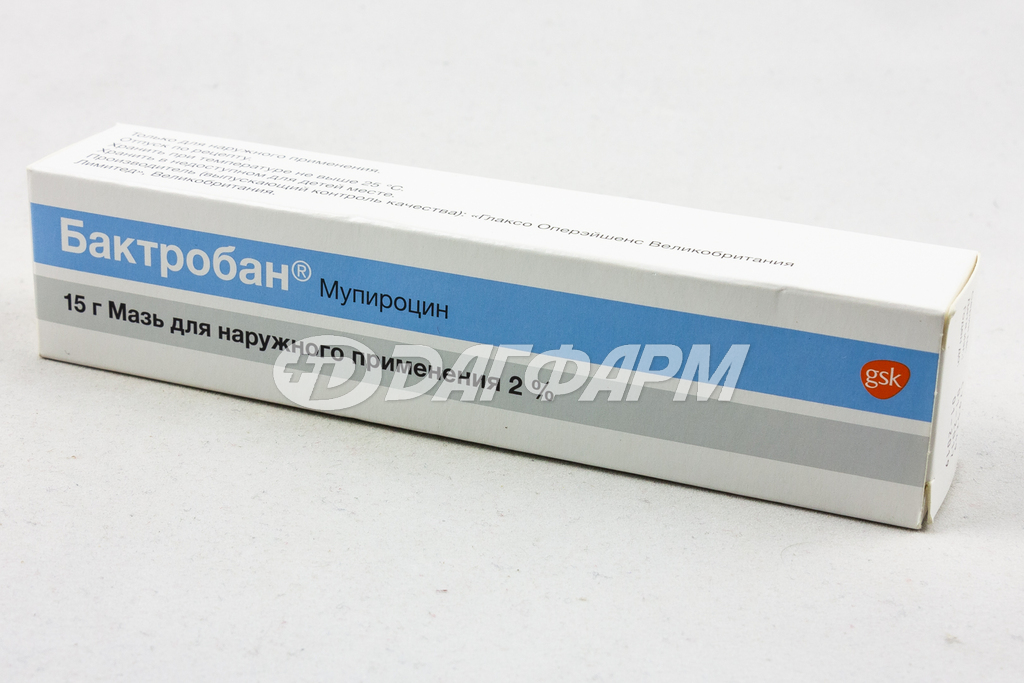 Только для наружного применения.
Отпуск по рецепту.
Хранить при температуре не выше 25 °С.
Хранить в недоступном для детей месте.
Производитель (выпускающий контроль качества): «Глаксо Оперэйшенс Великобритания
Лимитед», Великобритания.
Бактробан® Мупироцин
15 г Мазь для наружного применения 2 %
gsk
ДАГФАРМ